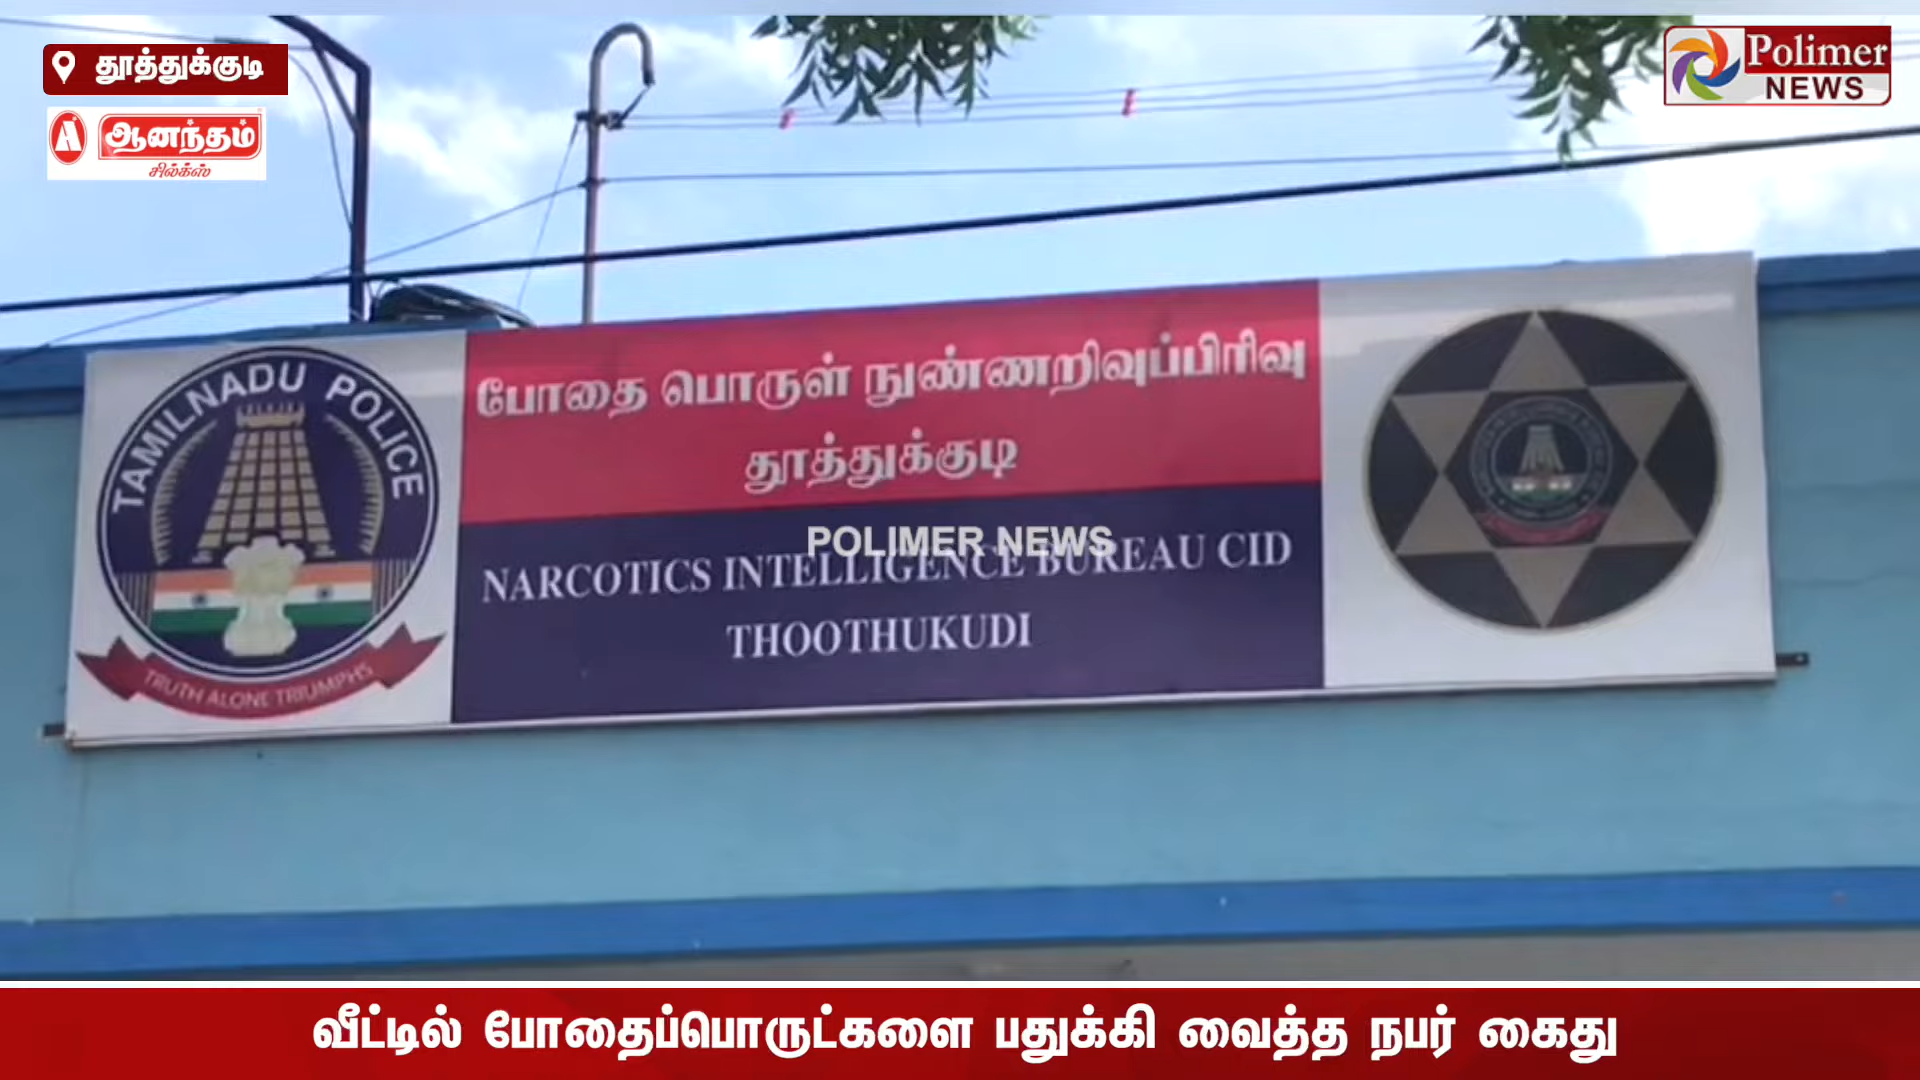 தூத்துக்குடி
ஆனந்தம்
சில்க்ஸ்
Polimer
NEWS
TAMILNADU POLICE
TRUTH ALONE TRIUMPHS
போதை பொருள் நுண்ணறிவுப்பிரிவு
தூத்துக்குடி
POLIMER NEWS
NARCOTICS INTELLIGENCE BUREAU CID
THOOTHUKUDI
வீட்டில் போதைப்பொருட்களை பதுக்கி வைத்த நபர் கைது